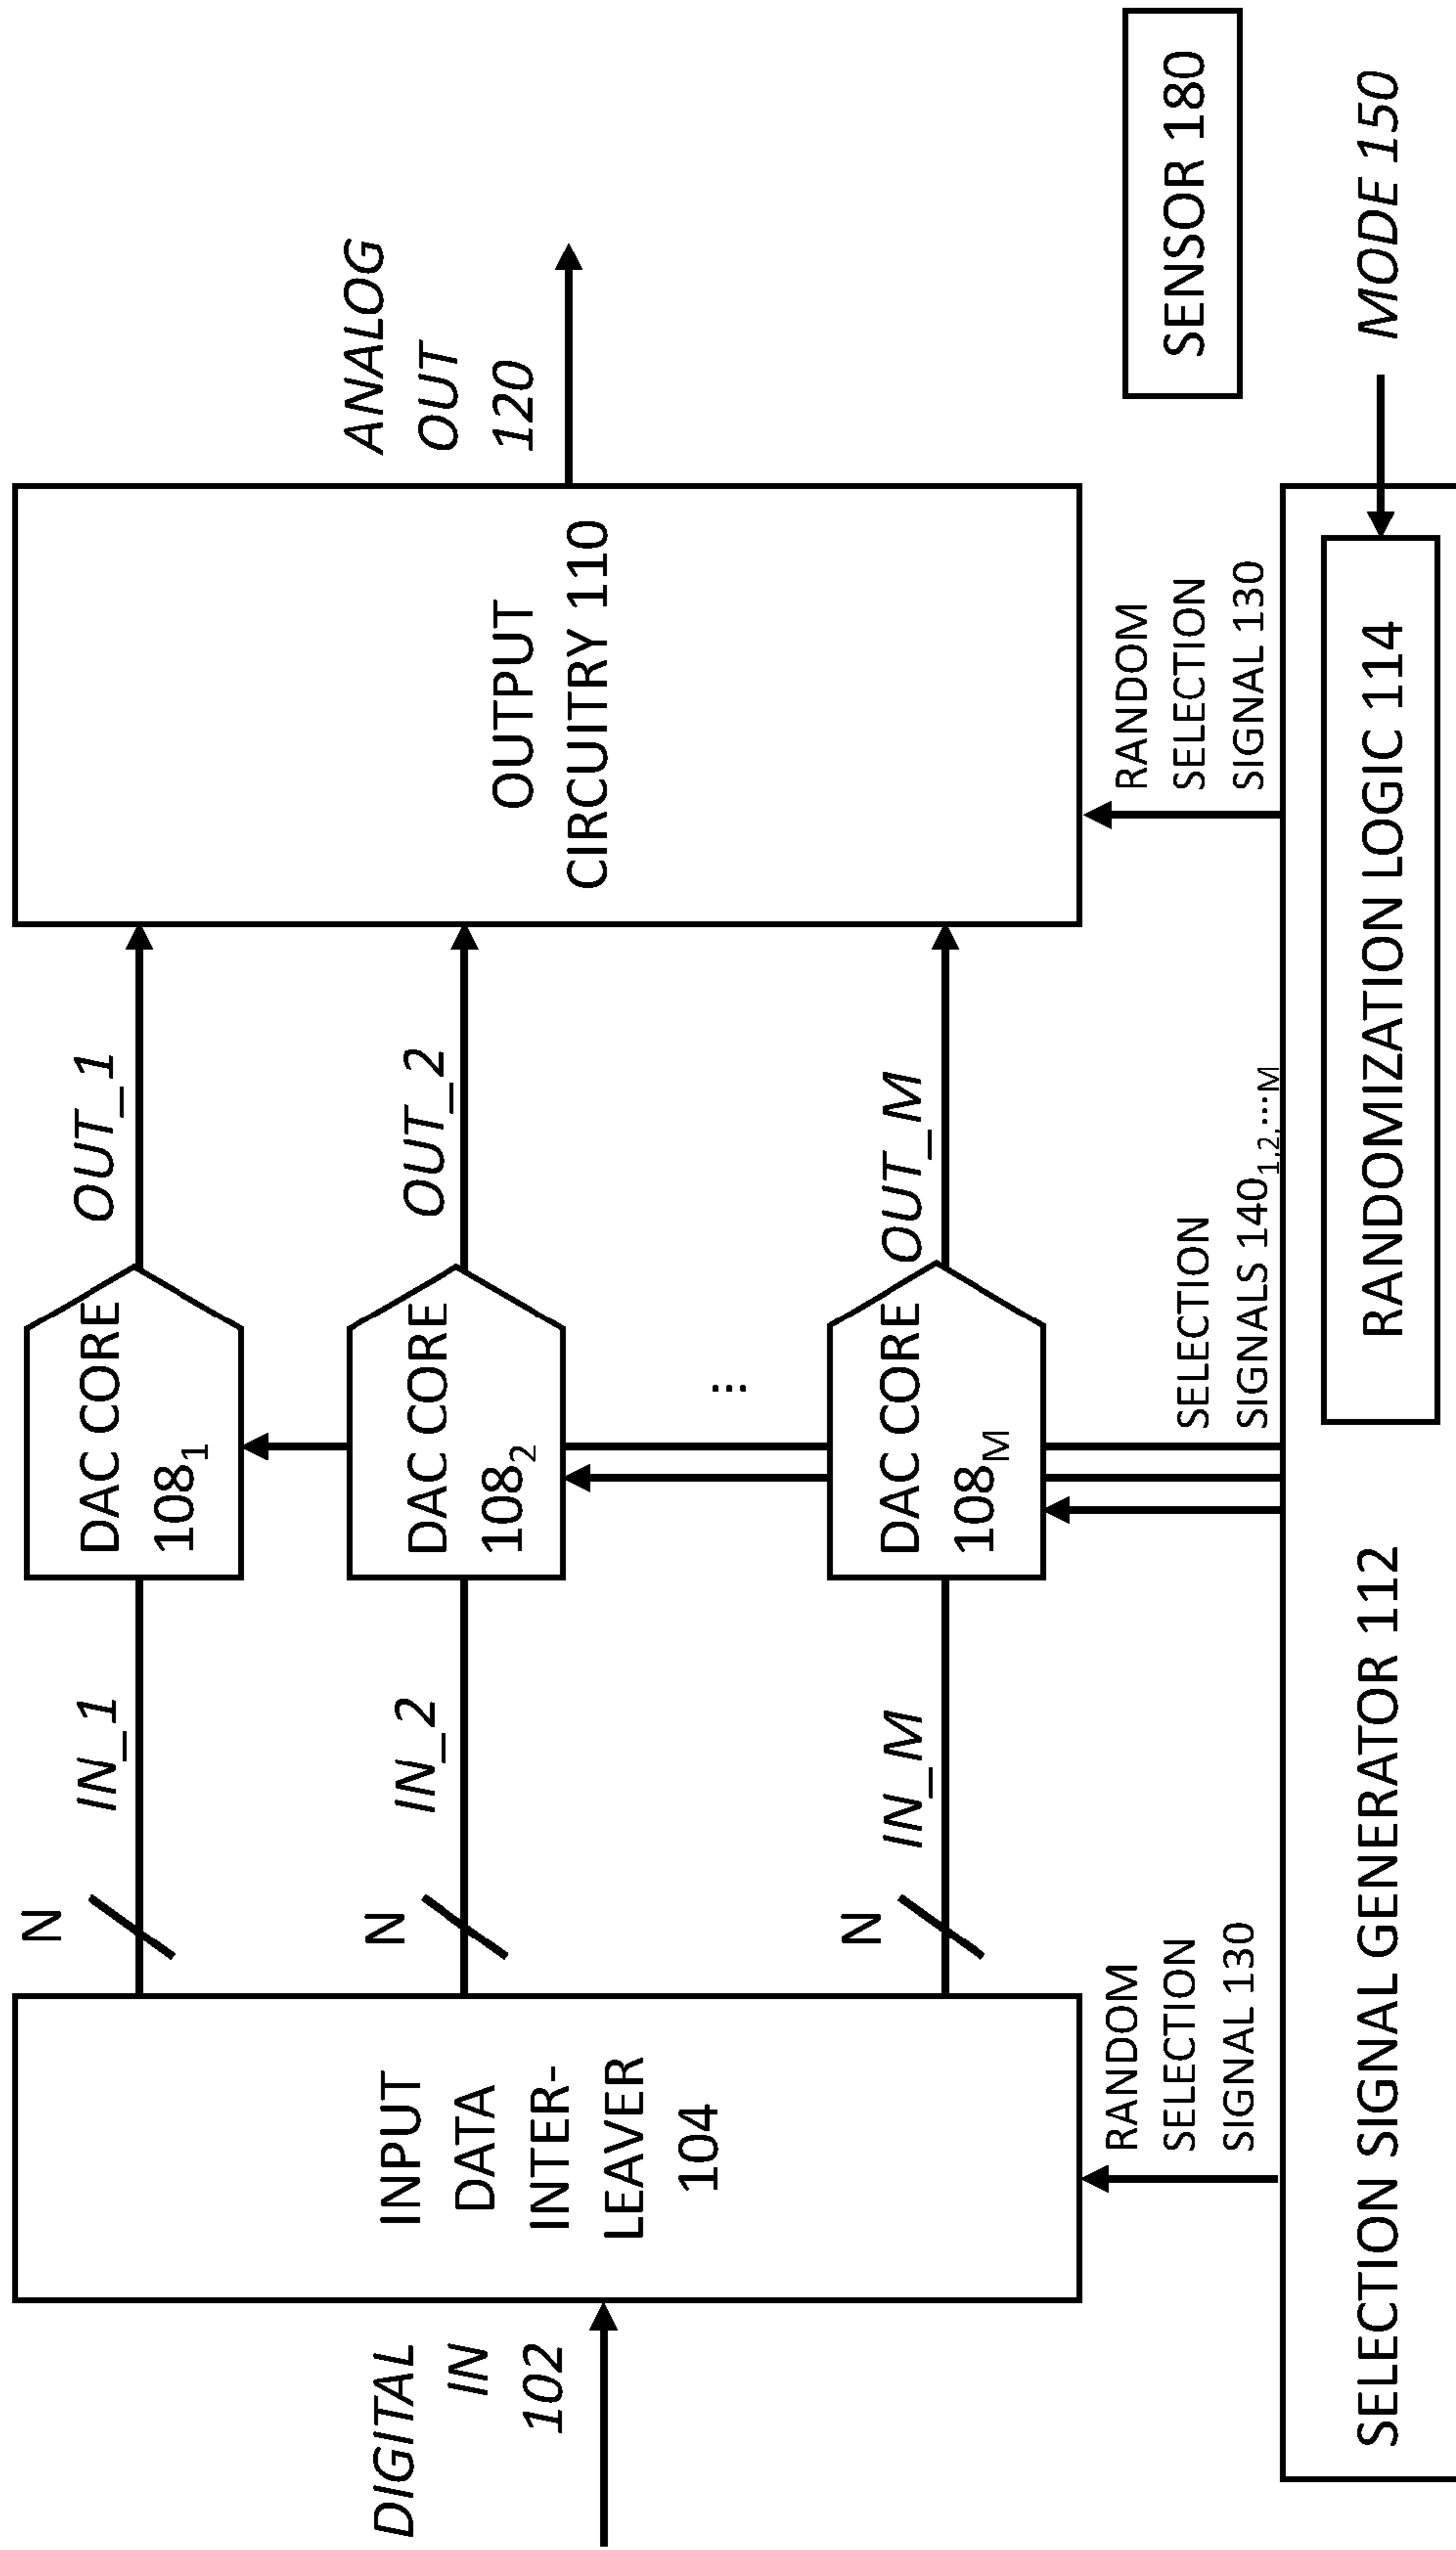 DIGITAL
IN
102
INPUT
DATA
INTER-
LEAVER
104
N
IN_1
N
IN_2
N
IN_M
DAC CORE
108₁
DAC CORE
108₂
...
DAC CORE
108M
OUT_1
OUT_2
OUT_M
OUTPUT
CIRCUITRY 110
ANALOG
OUT
120
RANDOM
SELECTION
SIGNAL 130
SELECTION
SIGNALS 140₁,₂,...M
RANDOM
SELECTION
SIGNAL 130
SENSOR 180
SELECTION SIGNAL GENERATOR 112
RANDOMIZATION LOGIC 114
MODE 150